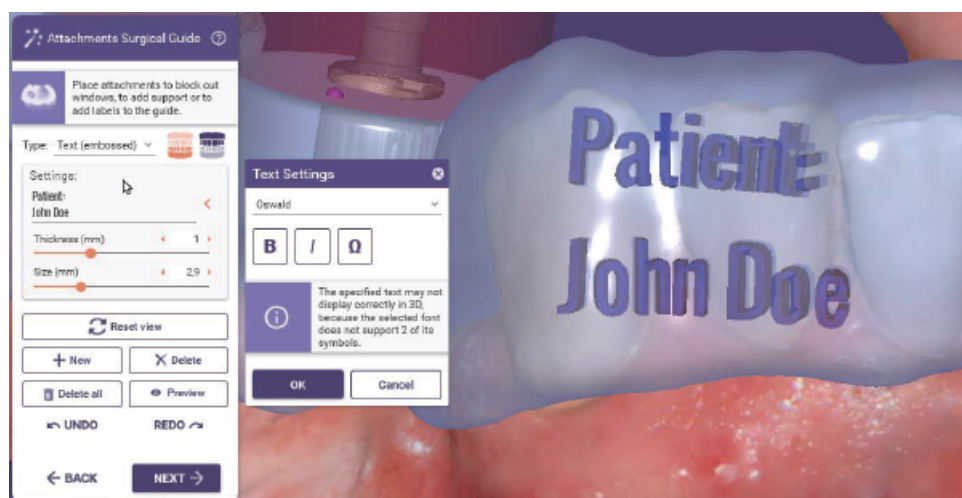 Attachments Surgical Guide
Place attachments to block out
windows, to add support or to
add labels to the guide.
Type: Text (embossed)
Settings:
Patient:
John Doe
Thickness (mm) 1
Size (mm) 2,9
Reset view
New
Delete
Delete all
Preview
UNDO
REDO
BACK
NEXT
Text Settings
Oswald
B I Ω
The specified text may not
display correctly in 3D,
because the selected font
does not support 2 of its
symbols.
OK
Cancel
Patient:
John Doe